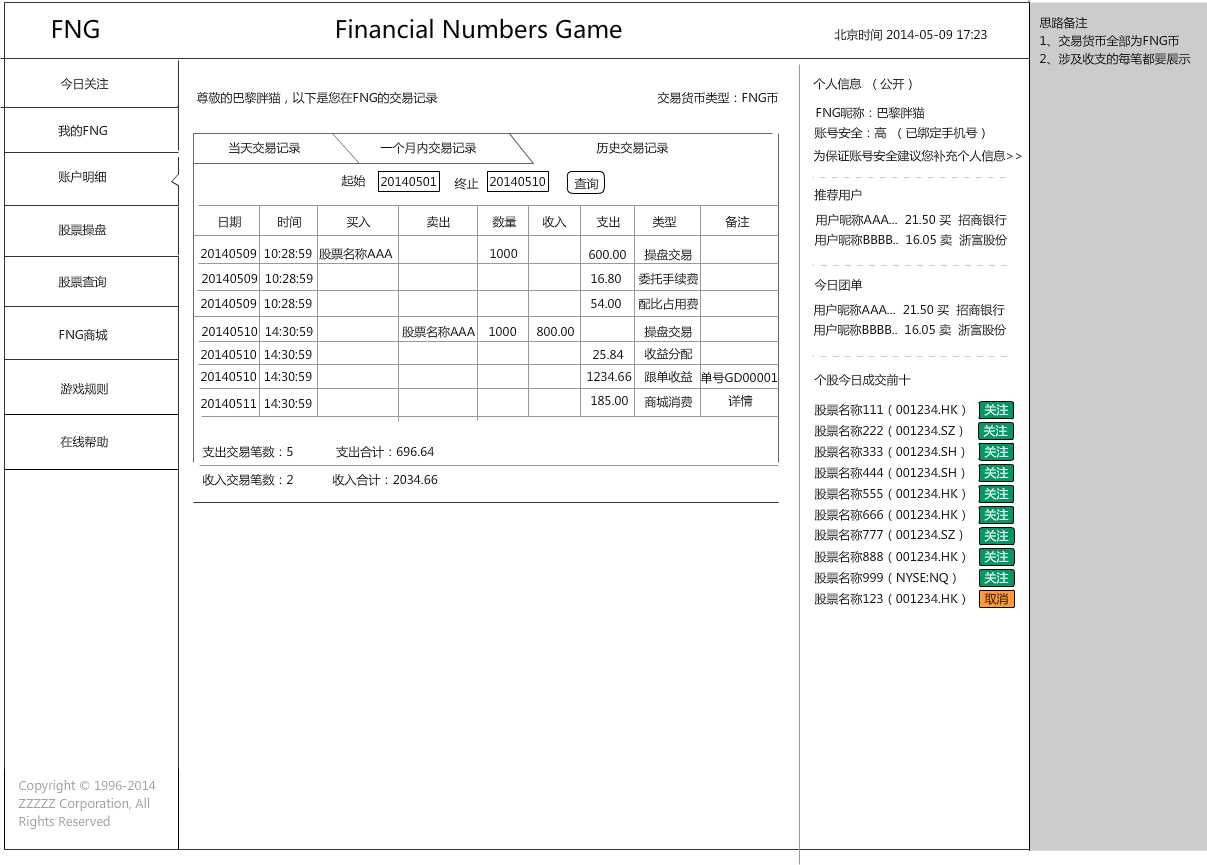 FNG
Financial Numbers Game
北京时间 2014-05-09 17:23
思路备注
1、交易货币全部为FNG币
2、涉及收支的每笔都要展示
今日关注
我的FNG
账户明细
股票操盘
股票查询
FNG商城
游戏规则
在线帮助
Copyright © 1996-2014
ZZZZZ Corporation, All
Rights Reserved
尊敬的巴黎胖猫，以下是您在FNG的交易记录 交易货币类型：FNG币
当天交易记录 一个月内交易记录 历史交易记录
起始 20140501 终止 20140510 查询
日期 时间 买入 卖出 数量 收入 支出 类型 备注
20140509 10:28:59 股票名称AAA 1000 600.00 操盘交易
20140509 10:28:59 16.80 委托手续费
20140509 10:28:59 54.00 配比占用费
20140510 14:30:59 股票名称AAA 1000 800.00 操盘交易
20140510 14:30:59 25.84 收益分配
20140510 14:30:59 1234.66 跟单收益 单号GD00001
20140511 14:30:59 185.00 商城消费 详情
支出交易笔数：5 支出合计：696.64
收入交易笔数：2 收入合计：2034.66
个人信息 （公开）
FNG昵称：巴黎胖猫
账号安全：高 （已绑定手机号）
为保证账号安全建议您补充个人信息>>
推荐用户
用户昵称AAA... 21.50 买 招商银行
用户昵称BBBB.. 16.05 卖 浙富股份
今日团单
用户昵称AAA... 21.50 买 招商银行
用户昵称BBBB.. 16.05 卖 浙富股份
个股今日成交前十
股票名称111（001234.HK） 关注
股票名称222（001234.SZ） 关注
股票名称333（001234.SH） 关注
股票名称444（001234.SH） 关注
股票名称555（001234.HK） 关注
股票名称666（001234.HK） 关注
股票名称777（001234.SZ） 关注
股票名称888（001234.HK） 关注
股票名称999（NYSE:NQ） 关注
股票名称123（001234.HK） 取消